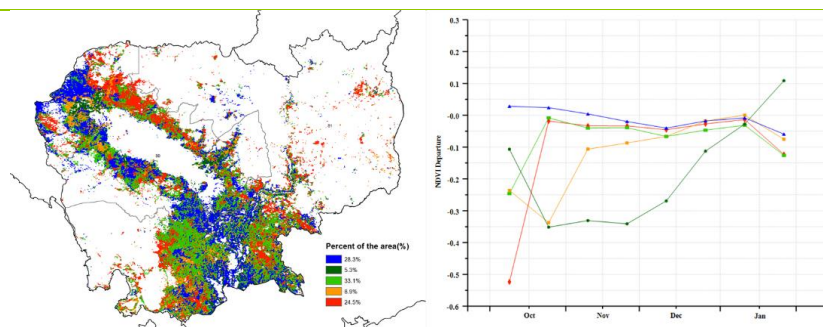 Percent of the area(%)
28.3%
5.3%
33.1%
8.9%
24.5%
NDVI Departure
0.3
0.2
0.1
-0.0
-0.1
-0.2
-0.3
-0.4
-0.5
-0.6
Oct
Nov
Dec
Jan